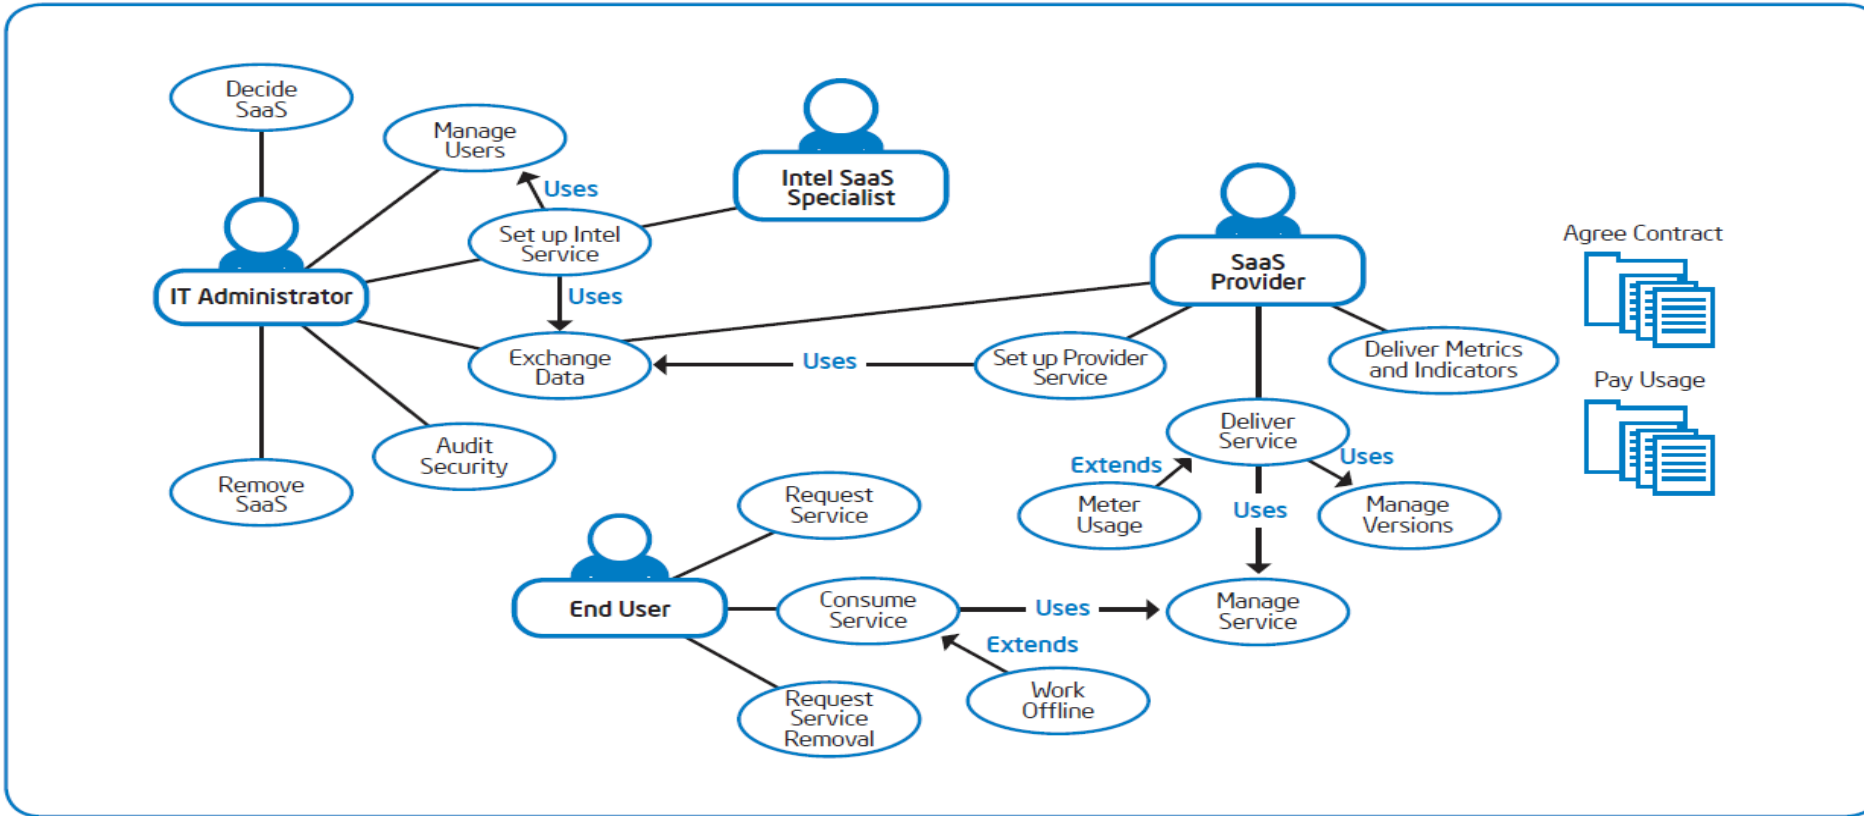 Decide
SaaS
Manage
Users
Uses
Intel SaaS
Specialist
Set up Intel
Service
SaaS
Provider
Agree Contract
IT Administrator
Uses
Exchange
Data
Uses
Set up Provider
Service
Deliver Metrics
and Indicators
Pay Usage
Deliver
Service
Audit
Security
Extends
Uses
Remove
SaaS
Request
Service
Meter
Usage
Uses
Manage
Versions
End User
Consume
Service
Uses
Manage
Service
Extends
Request
Service
Removal
Work
Offline